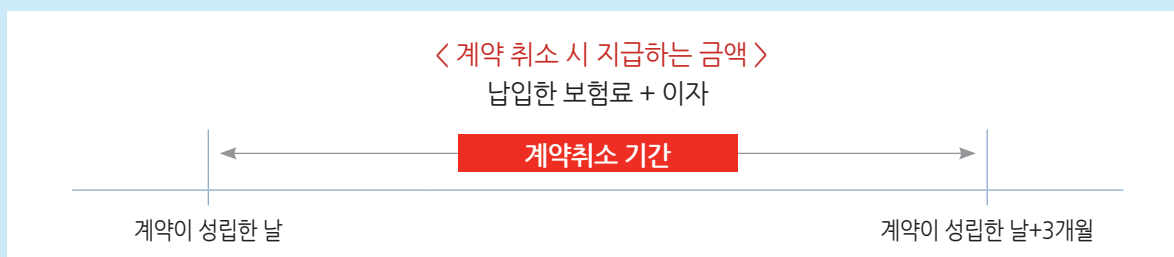 < 계약 취소 시 지급하는 금액 >
납입한 보험료 + 이자
계약취소 기간
계약이 성립한 날
계약이 성립한 날+3개월